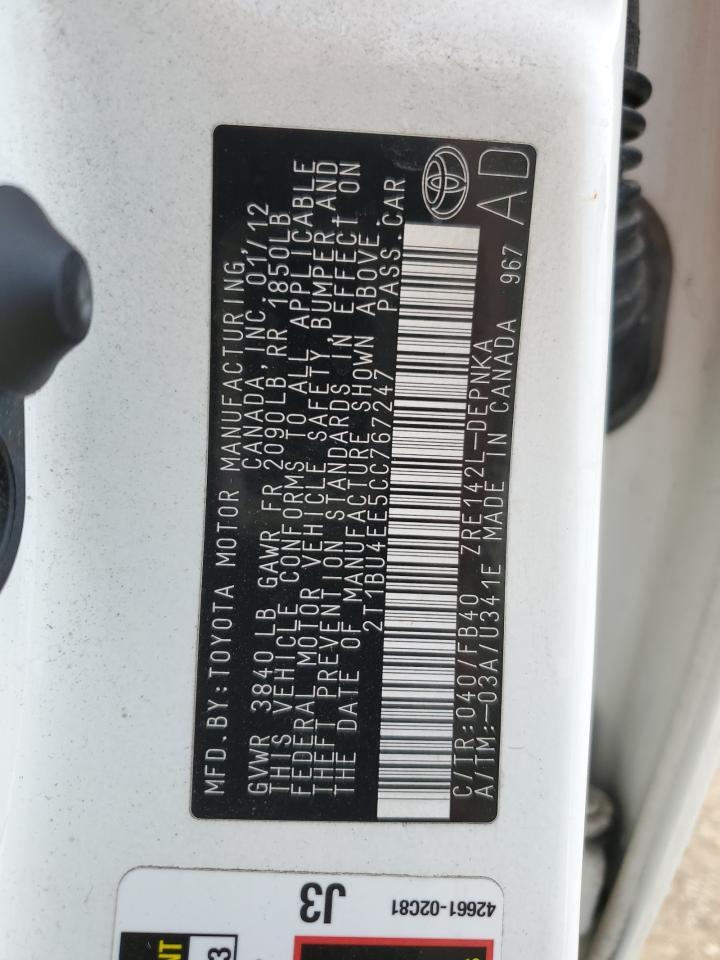 MFD.BY:TOYOTA MOTOR MANUFACTURING,
CANADA, INC. 01/12
GVWR 3840 LB GAWR FR 2090LB RR 1850LB
THIS VEHICLE CONFORMS TO ALL APPLICABLE
FEDERAL MOTOR VEHICLE SAFETY, BUMPER, AND
THEFT PREVENTION STANDARDS IN EFFECT ON
THE DATE OF MANUFACTURE SHOWN ABOVE.
2T1BU4EE5CC767247 PASS.CAR
C/TR:040/FB40 ZRE142L-DEPNKA
A/TM:-03A/U341E MADE IN CANADA 967
AD
J3
42661-02C81
NT
3